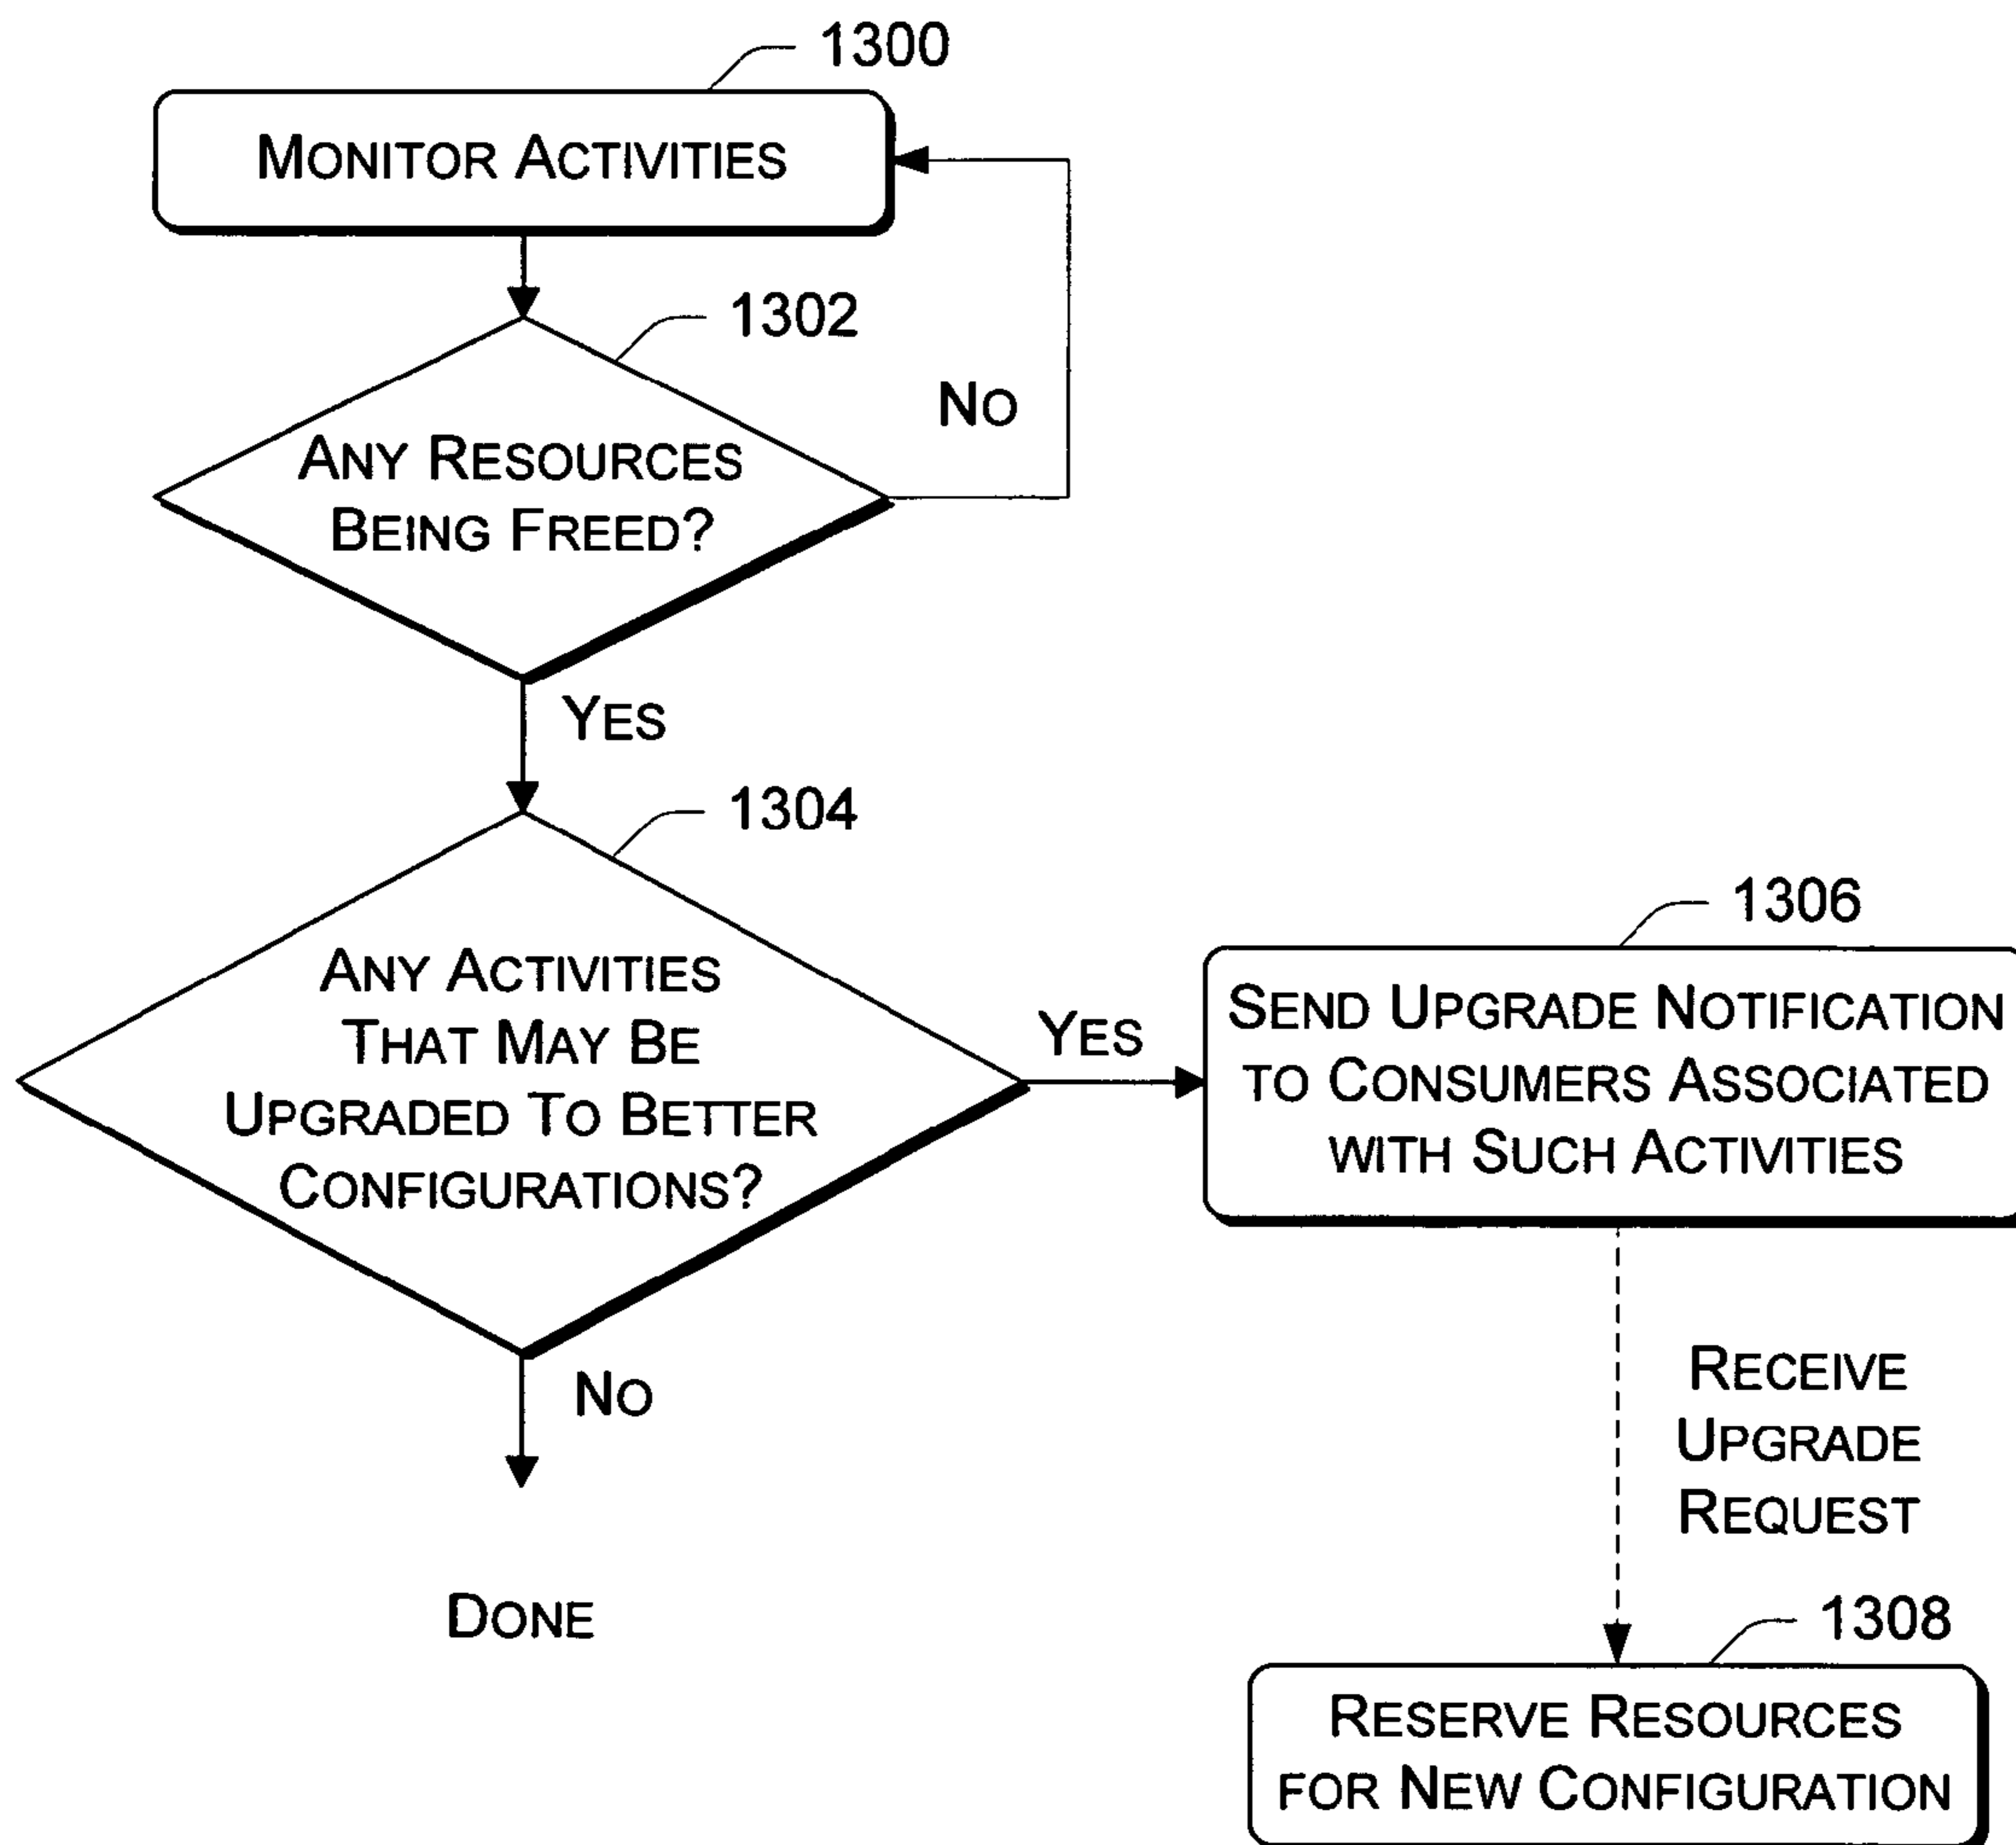 1300
MONITOR ACTIVITIES
1302
NO
ANY RESOURCES
BEING FREED?
YES
1304
ANY ACTIVITIES
THAT MAY BE
UPGRADED TO BETTER
CONFIGURATIONS?
YES
1306
SEND UPGRADE NOTIFICATION
TO CONSUMERS ASSOCIATED
WITH SUCH ACTIVITIES
NO
DONE
RECEIVE
UPGRADE
REQUEST
1308
RESERVE RESOURCES
FOR NEW CONFIGURATION